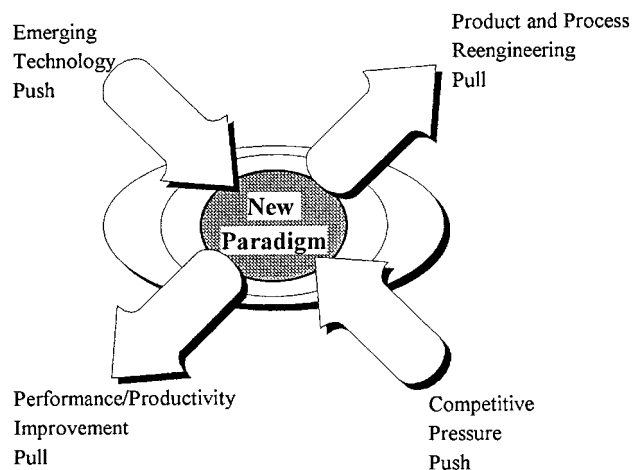 Emerging
Technology
Push
Product and Process
Reengineering
Pull
New
Paradigm
Performance/Productivity
Improvement
Pull
Competitive
Pressure
Push